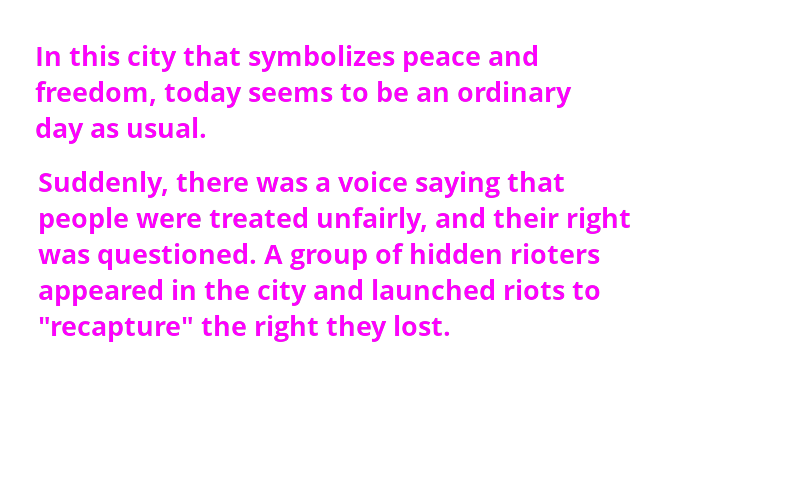 In this city that symbolizes peace and
freedom, today seems to be an ordinary
day as usual.
Suddenly, there was a voice saying that
people were treated unfairly, and their right
was questioned. A group of hidden rioters
appeared in the city and launched riots to
"recapture" the right they lost.